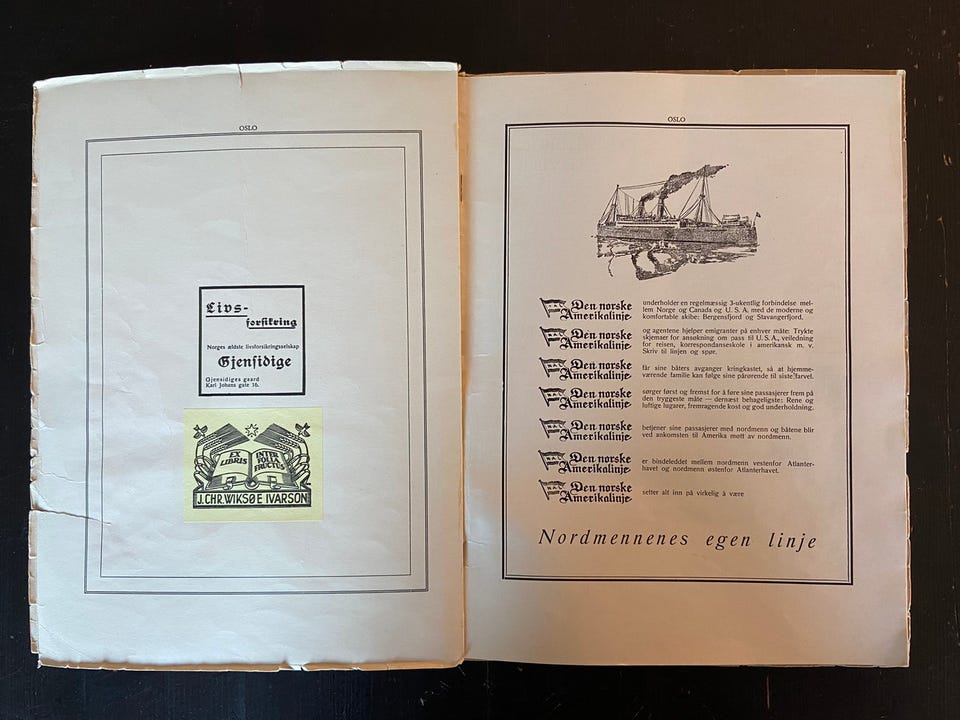 OSLO
Livs-
forsikring
Norges ældste livsforsikringsselskap
Gjensidige
Gjensidiges gaard
Karl Johans gate 16.
EX LIBRIS
INTER FOLIA FRUCTUS
J.CHR.WIKSØE IVARSON
OSLO
N.A.L. Den norske Amerikalinje
underholder en regelmæssig 3-ukentlig forbindelse mel-
lem Norge og Canada og U. S. A. med de moderne og
komfortable skibe: Bergensfjord og Stavangerfjord.
N.A.L. Den norske Amerikalinje
og agentene hjelper emigranter på enhver måte: Trykte
skjemaer for ansøkning om pass til U. S. A., veiledning
for reisen, korrespondanseskole i amerikansk m. v.
Skriv til linjen og spør.
N.A.L. Den norske Amerikalinje
får sine båters avganger kringkastet, så at hjemme-
værende familie kan følge sine pårørende til siste farvel.
N.A.L. Den norske Amerikalinje
sørger først og fremst for å føre sine passasjerer frem på
den tryggeste måte — dernæst behageligste: Rene og
luftige lugarer, fremragende kost og god underholdning.
N.A.L. Den norske Amerikalinje
betjener sine passasjerer med nordmenn og båtene blir
ved ankomsten til Amerika møtt av nordmenn.
N.A.L. Den norske Amerikalinje
er bindeleddet mellem nordmenn vestenfor Atlanter-
havet og nordmenn østenfor Atlanterhavet.
N.A.L. Den norske Amerikalinje
setter alt inn på virkelig å være
Nordmennenes egen linje